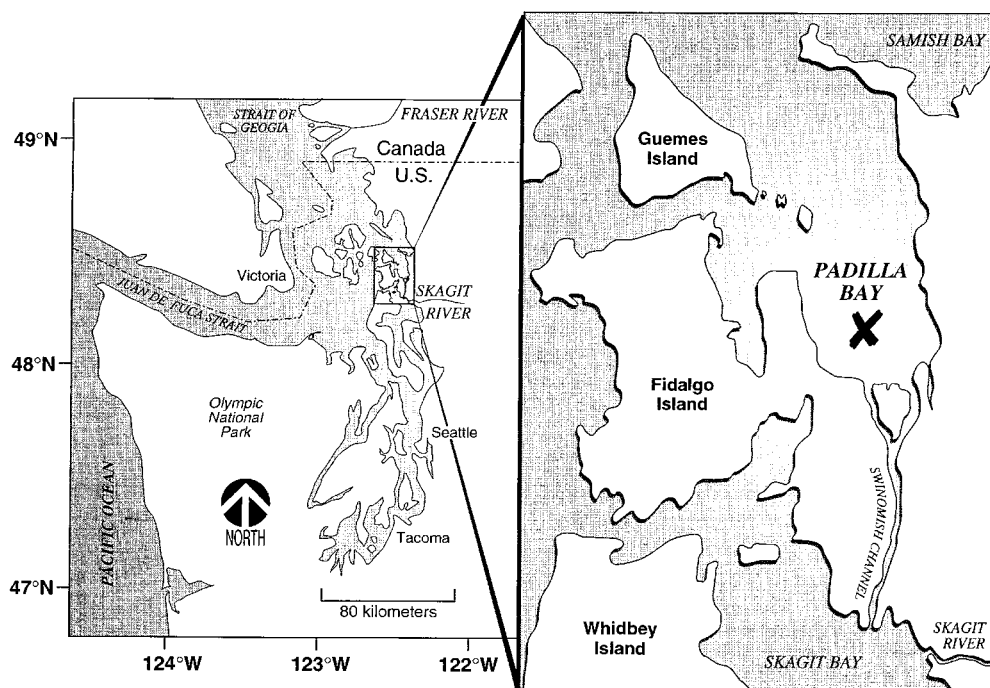 STRAIT OF
GEOGIA
FRASER RIVER
49°N
Canada
U.S.
Victoria
SKAGIT
RIVER
JUAN DE FUCA STRAIT
48°N
Olympic
National
Park
Seattle
PACIFIC OCEAN
NORTH
Tacoma
47°N
80 kilometers
124°W
123°W
122°W
SAMISH BAY
Guemes
Island
PADILLA
BAY
Fidalgo
Island
SWINOMISH CHANNEL
Whidbey
Island
SKAGIT
RIVER
SKAGIT BAY